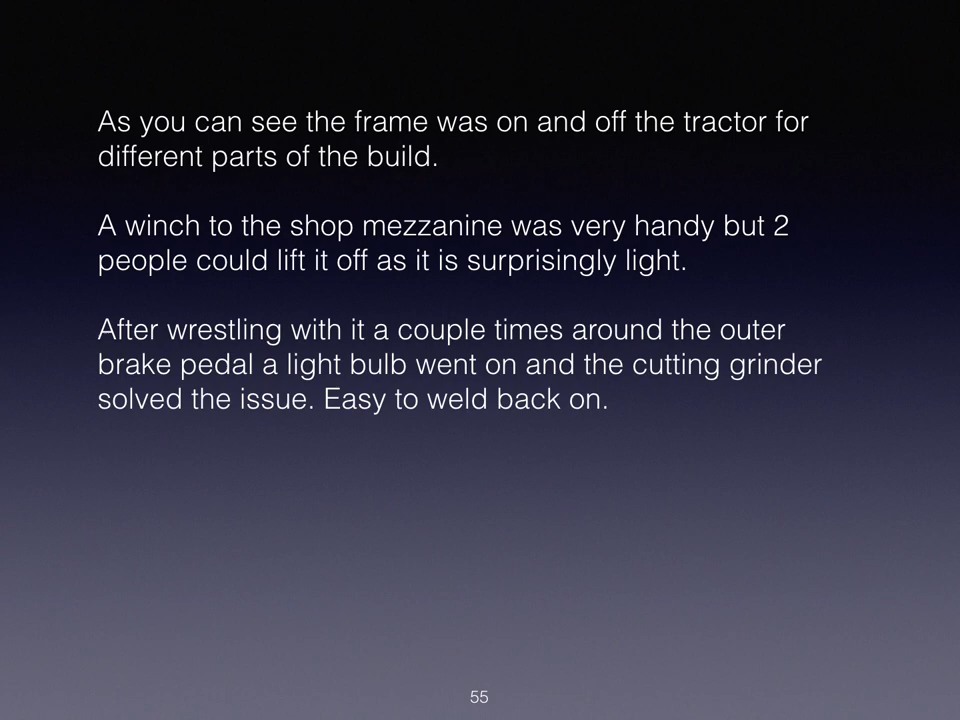 As you can see the frame was on and off the tractor for
different parts of the build.
A winch to the shop mezzanine was very handy but 2
people could lift it off as it is surprisingly light.
After wrestling with it a couple times around the outer
brake pedal a light bulb went on and the cutting grinder
solved the issue. Easy to weld back on.
55